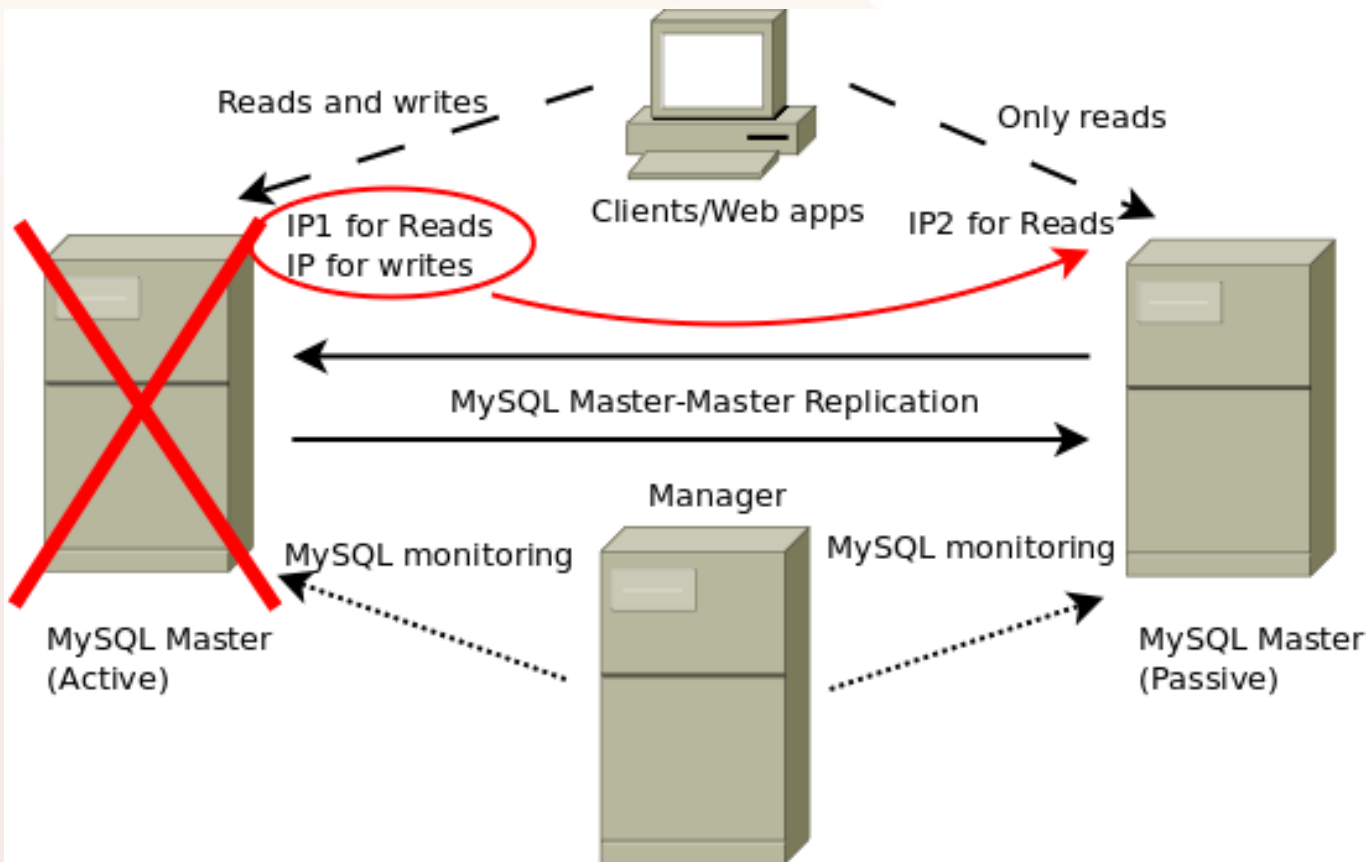 Reads and writes
Only reads
Clients/Web apps
IP1 for Reads
IP for writes
IP2 for Reads
MySQL Master-Master Replication
Manager
MySQL monitoring
MySQL monitoring
MySQL Master
(Active)
MySQL Master
(Passive)